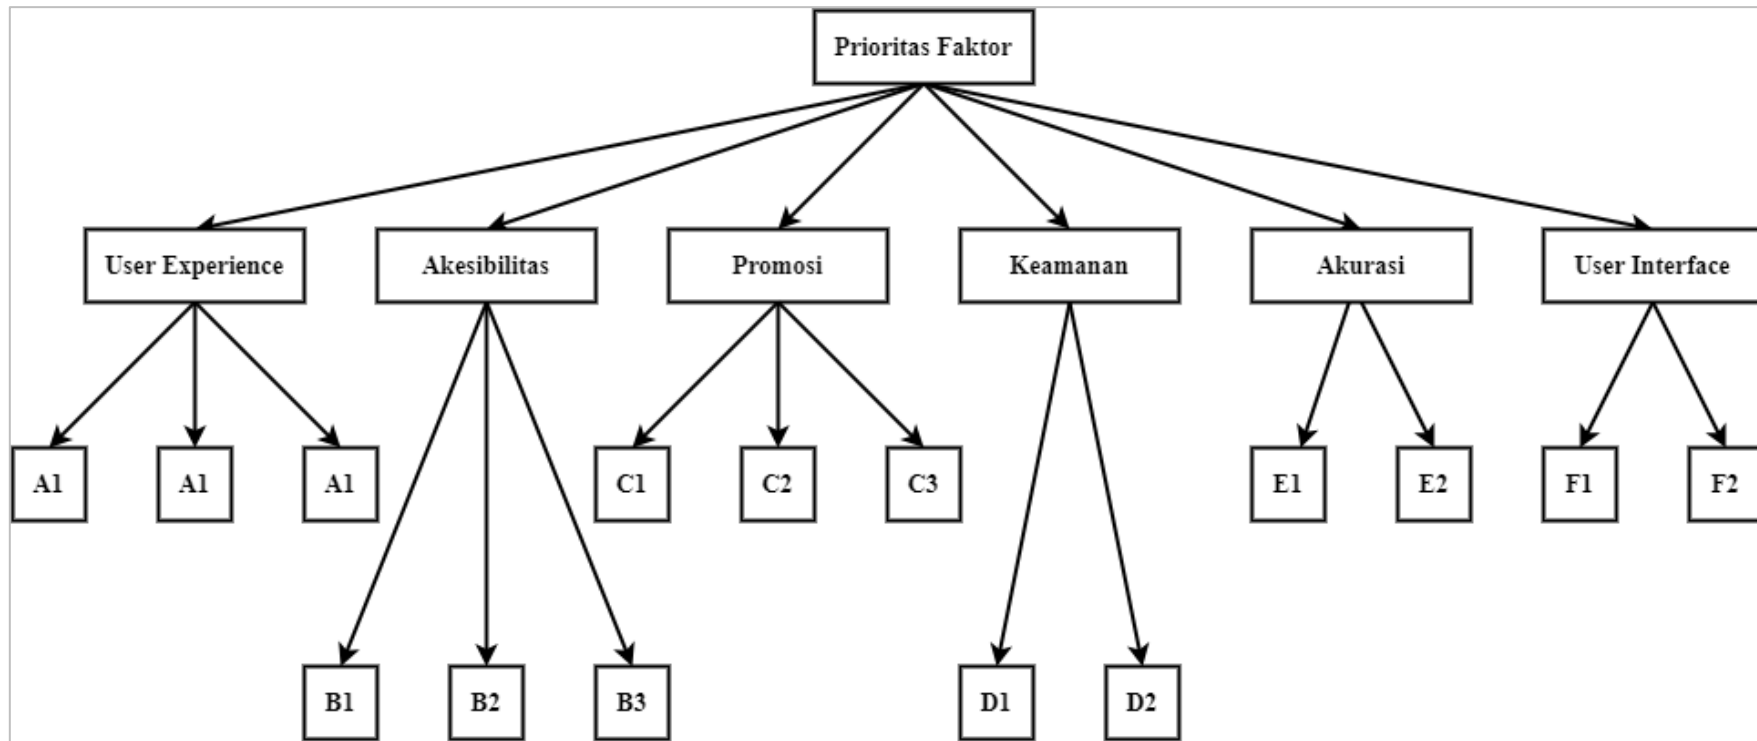 Prioritas Faktor
User Experience
Akesibilitas
Promosi
Keamanan
Akurasi
User Interface
A1
A1
A1
C1
C2
C3
E1
E2
F1
F2
B1
B2
B3
D1
D2